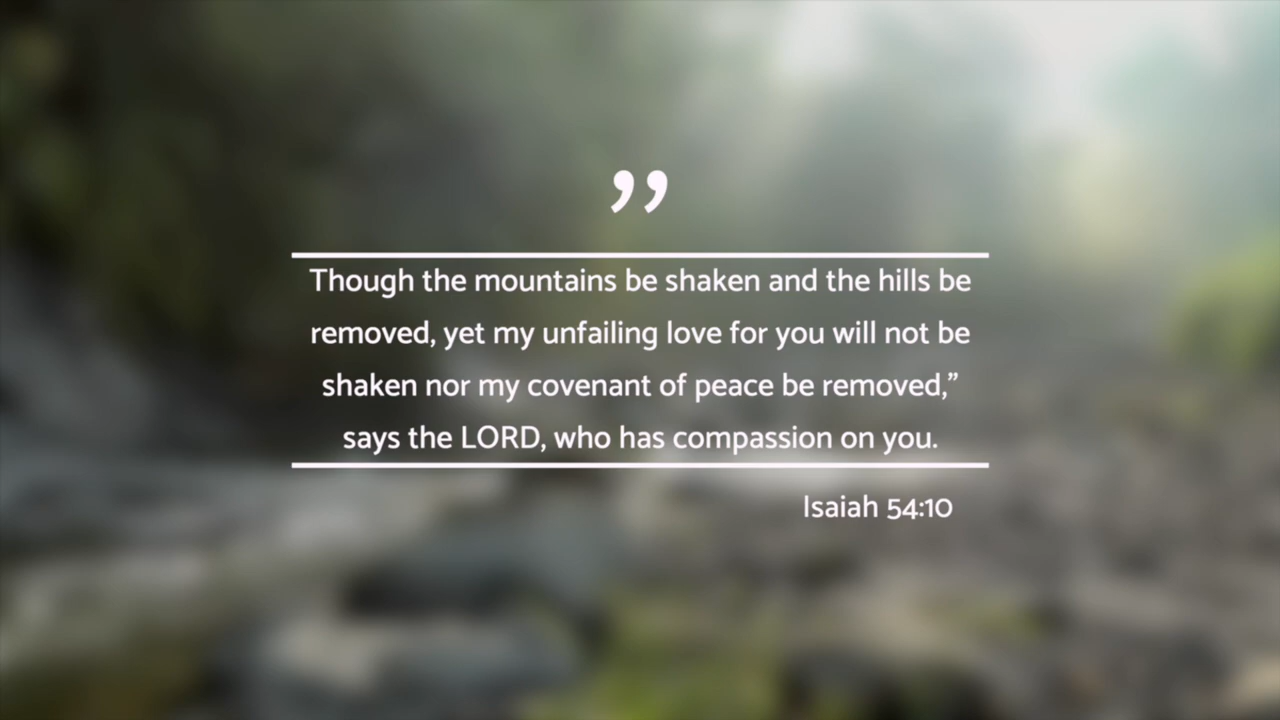 ”
Though the mountains be shaken and the hills be
removed, yet my unfailing love for you will not be
shaken nor my covenant of peace be removed,”
says the LORD, who has compassion on you.
Isaiah 54:10